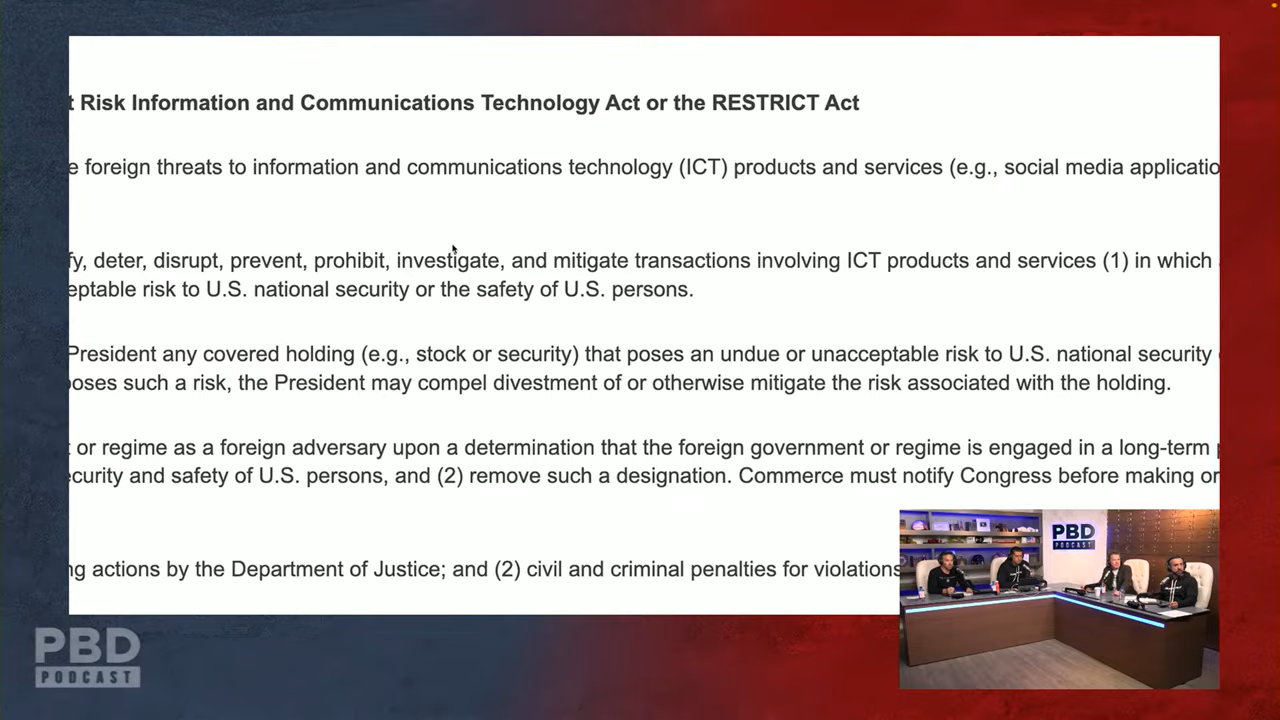 t Risk Information and Communications Technology Act or the RESTRICT Act
e foreign threats to information and communications technology (ICT) products and services (e.g., social media applicatio
fy, deter, disrupt, prevent, prohibit, investigate, and mitigate transactions involving ICT products and services (1) in which
eptable risk to U.S. national security or the safety of U.S. persons.
President any covered holding (e.g., stock or security) that poses an undue or unacceptable risk to U.S. national security
oses such a risk, the President may compel divestment of or otherwise mitigate the risk associated with the holding.
t or regime as a foreign adversary upon a determination that the foreign government or regime is engaged in a long-term
ecurity and safety of U.S. persons, and (2) remove such a designation. Commerce must notify Congress before making or
ng actions by the Department of Justice; and (2) civil and criminal penalties for violations
PBD
PODCAST
PBD
PODCAST